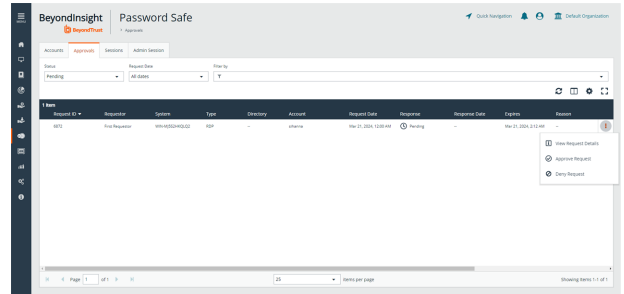 MENU
BeyondInsight
BeyondTrust
Password Safe
> Approvals
Quick Navigation
Default Organization
Accounts Approvals Sessions Admin Session
Status Request Date Filter by
Pending All dates
1 item
Request ID Requestor System Type Directory Account Request Date Response Response Date Expires Reason
First Requestor RDP – Mar 21, 2024, 12:00 AM Pending – Mar 21, 2024, 2:12 AM –
View Request Details
Approve Request
Deny Request
Page 1 of 1 25 items per page Showing items 1-1 of 1